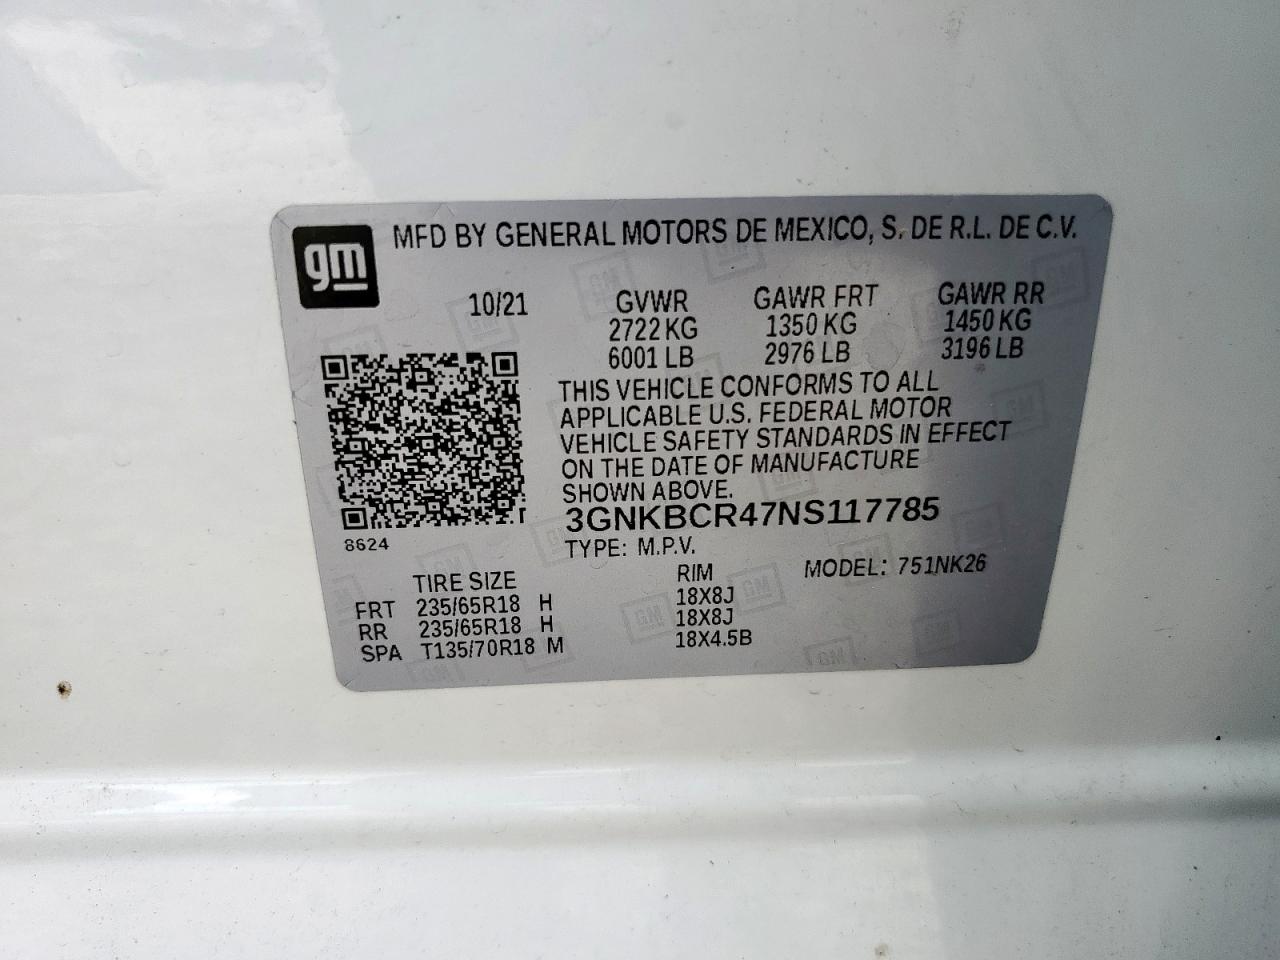 gm
MFD BY GENERAL MOTORS DE MEXICO, S. DE R.L. DE C.V.
10/21 GVWR GAWR FRT GAWR RR
2722 KG 1350 KG 1450 KG
6001 LB 2976 LB 3196 LB
THIS VEHICLE CONFORMS TO ALL
APPLICABLE U.S. FEDERAL MOTOR
VEHICLE SAFETY STANDARDS IN EFFECT
ON THE DATE OF MANUFACTURE
SHOWN ABOVE.
3GNKBCR47NS117785
8624
TYPE: M.P.V. MODEL: 751NK26
TIRE SIZE RIM
FRT 235/65R18 H 18X8J
RR 235/65R18 H 18X8J
SPA T135/70R18 M 18X4.5B